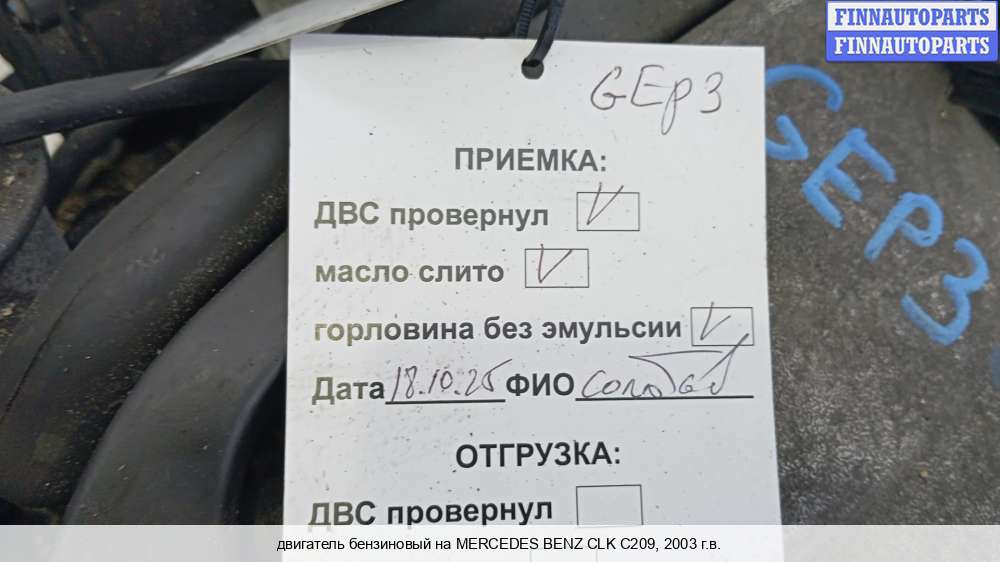 FINNAUTOPARTS
FINNAUTOPARTS
GEP3
GEP3
ПРИЕМКА:
ДВС провернул V
масло слито V
горловина без эмульсии V
Дата 18.10.25 ФИО
ОТГРУЗКА:
ДВС провернул
двигатель бензиновый на MERCEDES BENZ CLK C209, 2003 г.в.